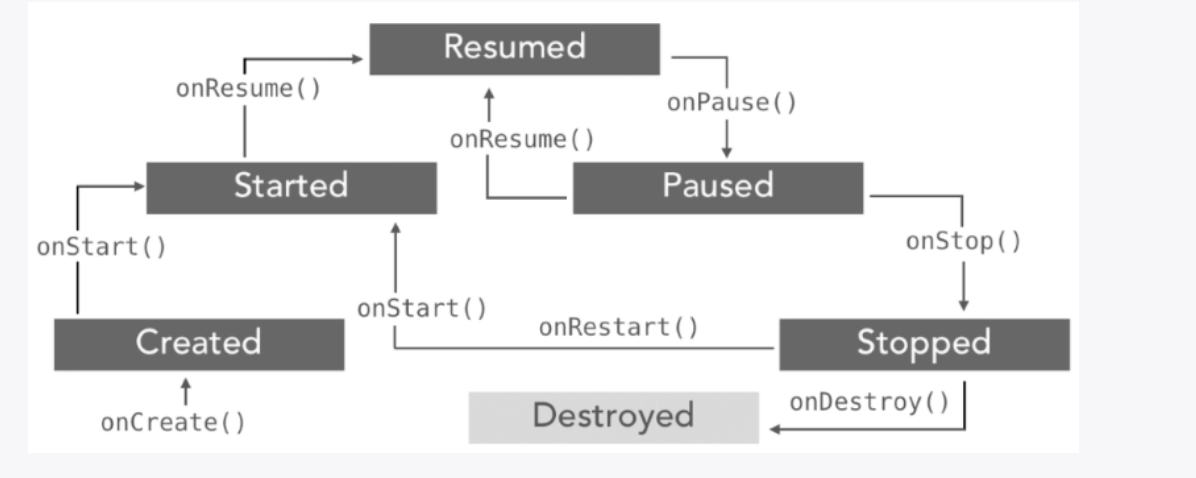 Resumed
onResume()
onPause()
onResume()
Started
Paused
onStart()
onStop()
onStart()
onRestart()
Created
Stopped
onDestroy()
Destroyed
onCreate()